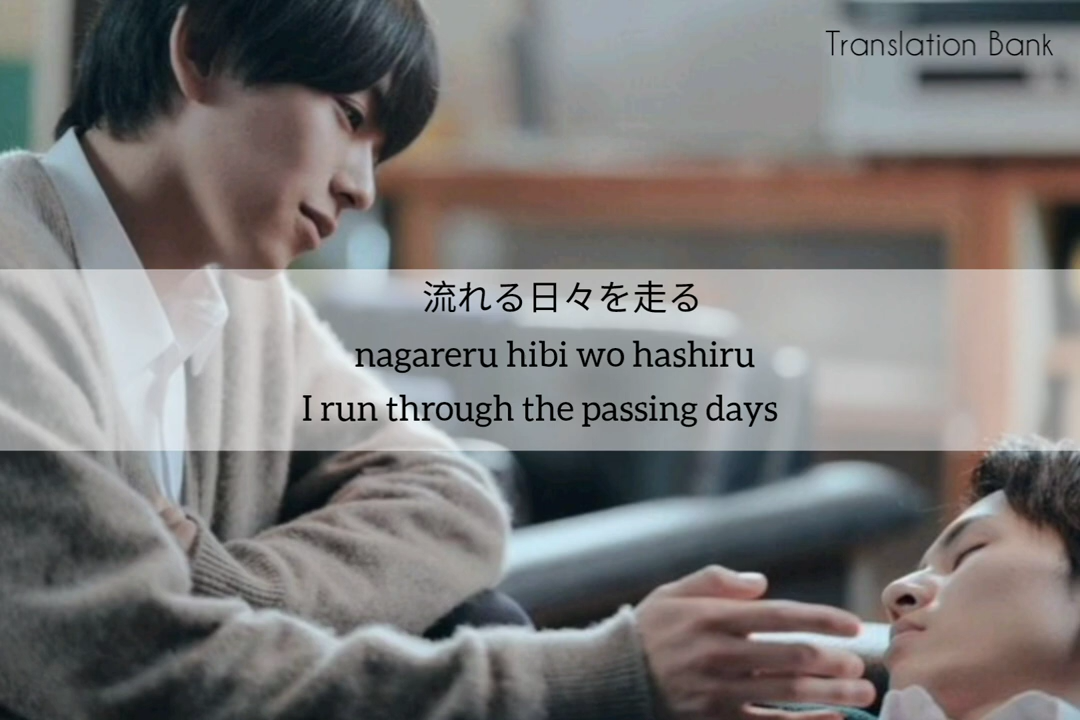 Translation Bank
流れる日々を走る
nagareru hibi wo hashiru
I run through the passing days